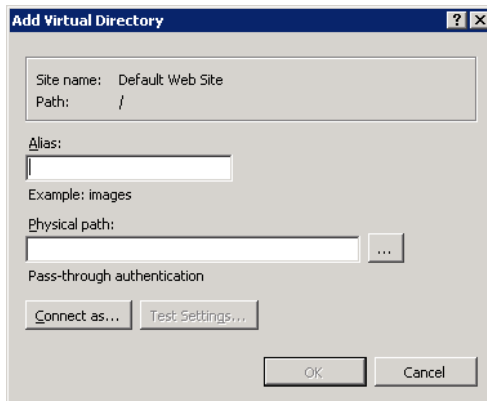 Add Virtual Directory
Site name: Default Web Site
Path: /
Alias:
Example: images
Physical path:
...
Pass-through authentication
Connect as... Test Settings...
OK Cancel